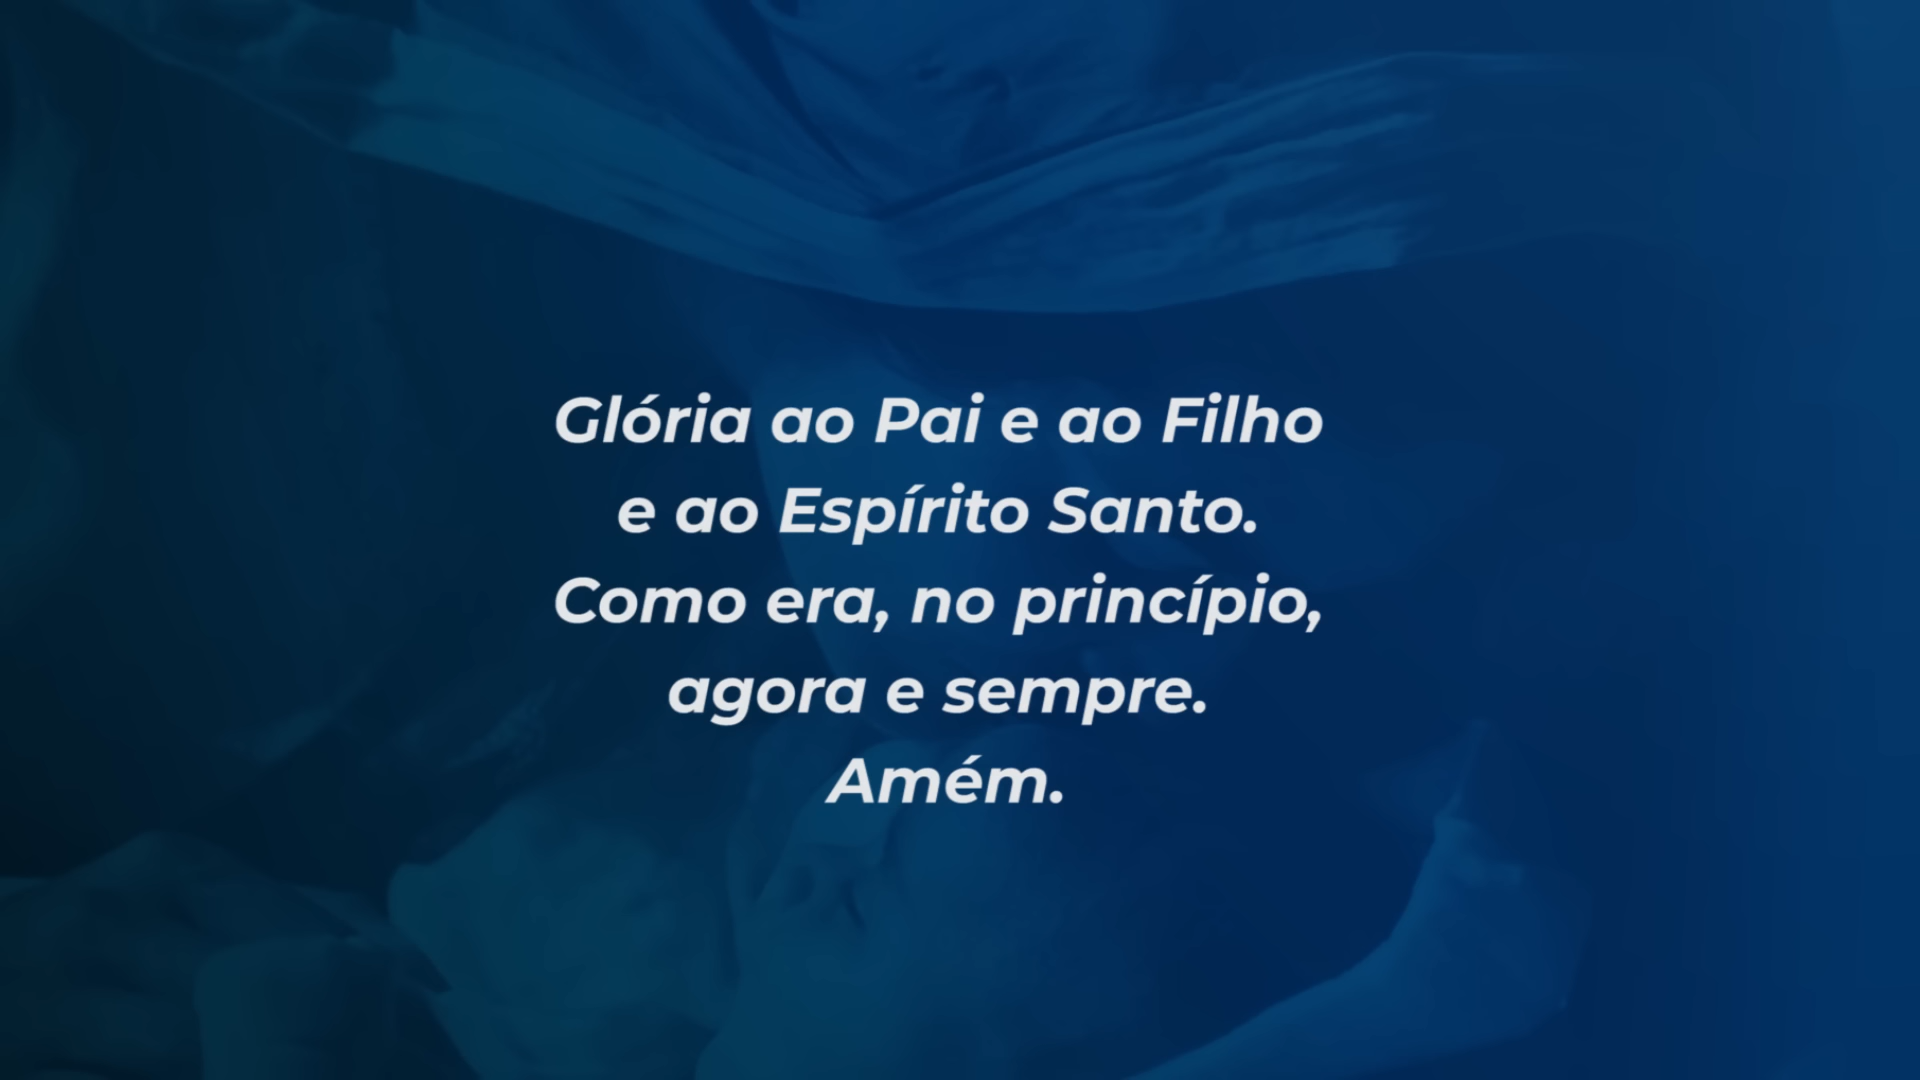 Glória ao Pai e ao Filho
e ao Espírito Santo.
Como era, no princípio,
agora e sempre.
Amém.